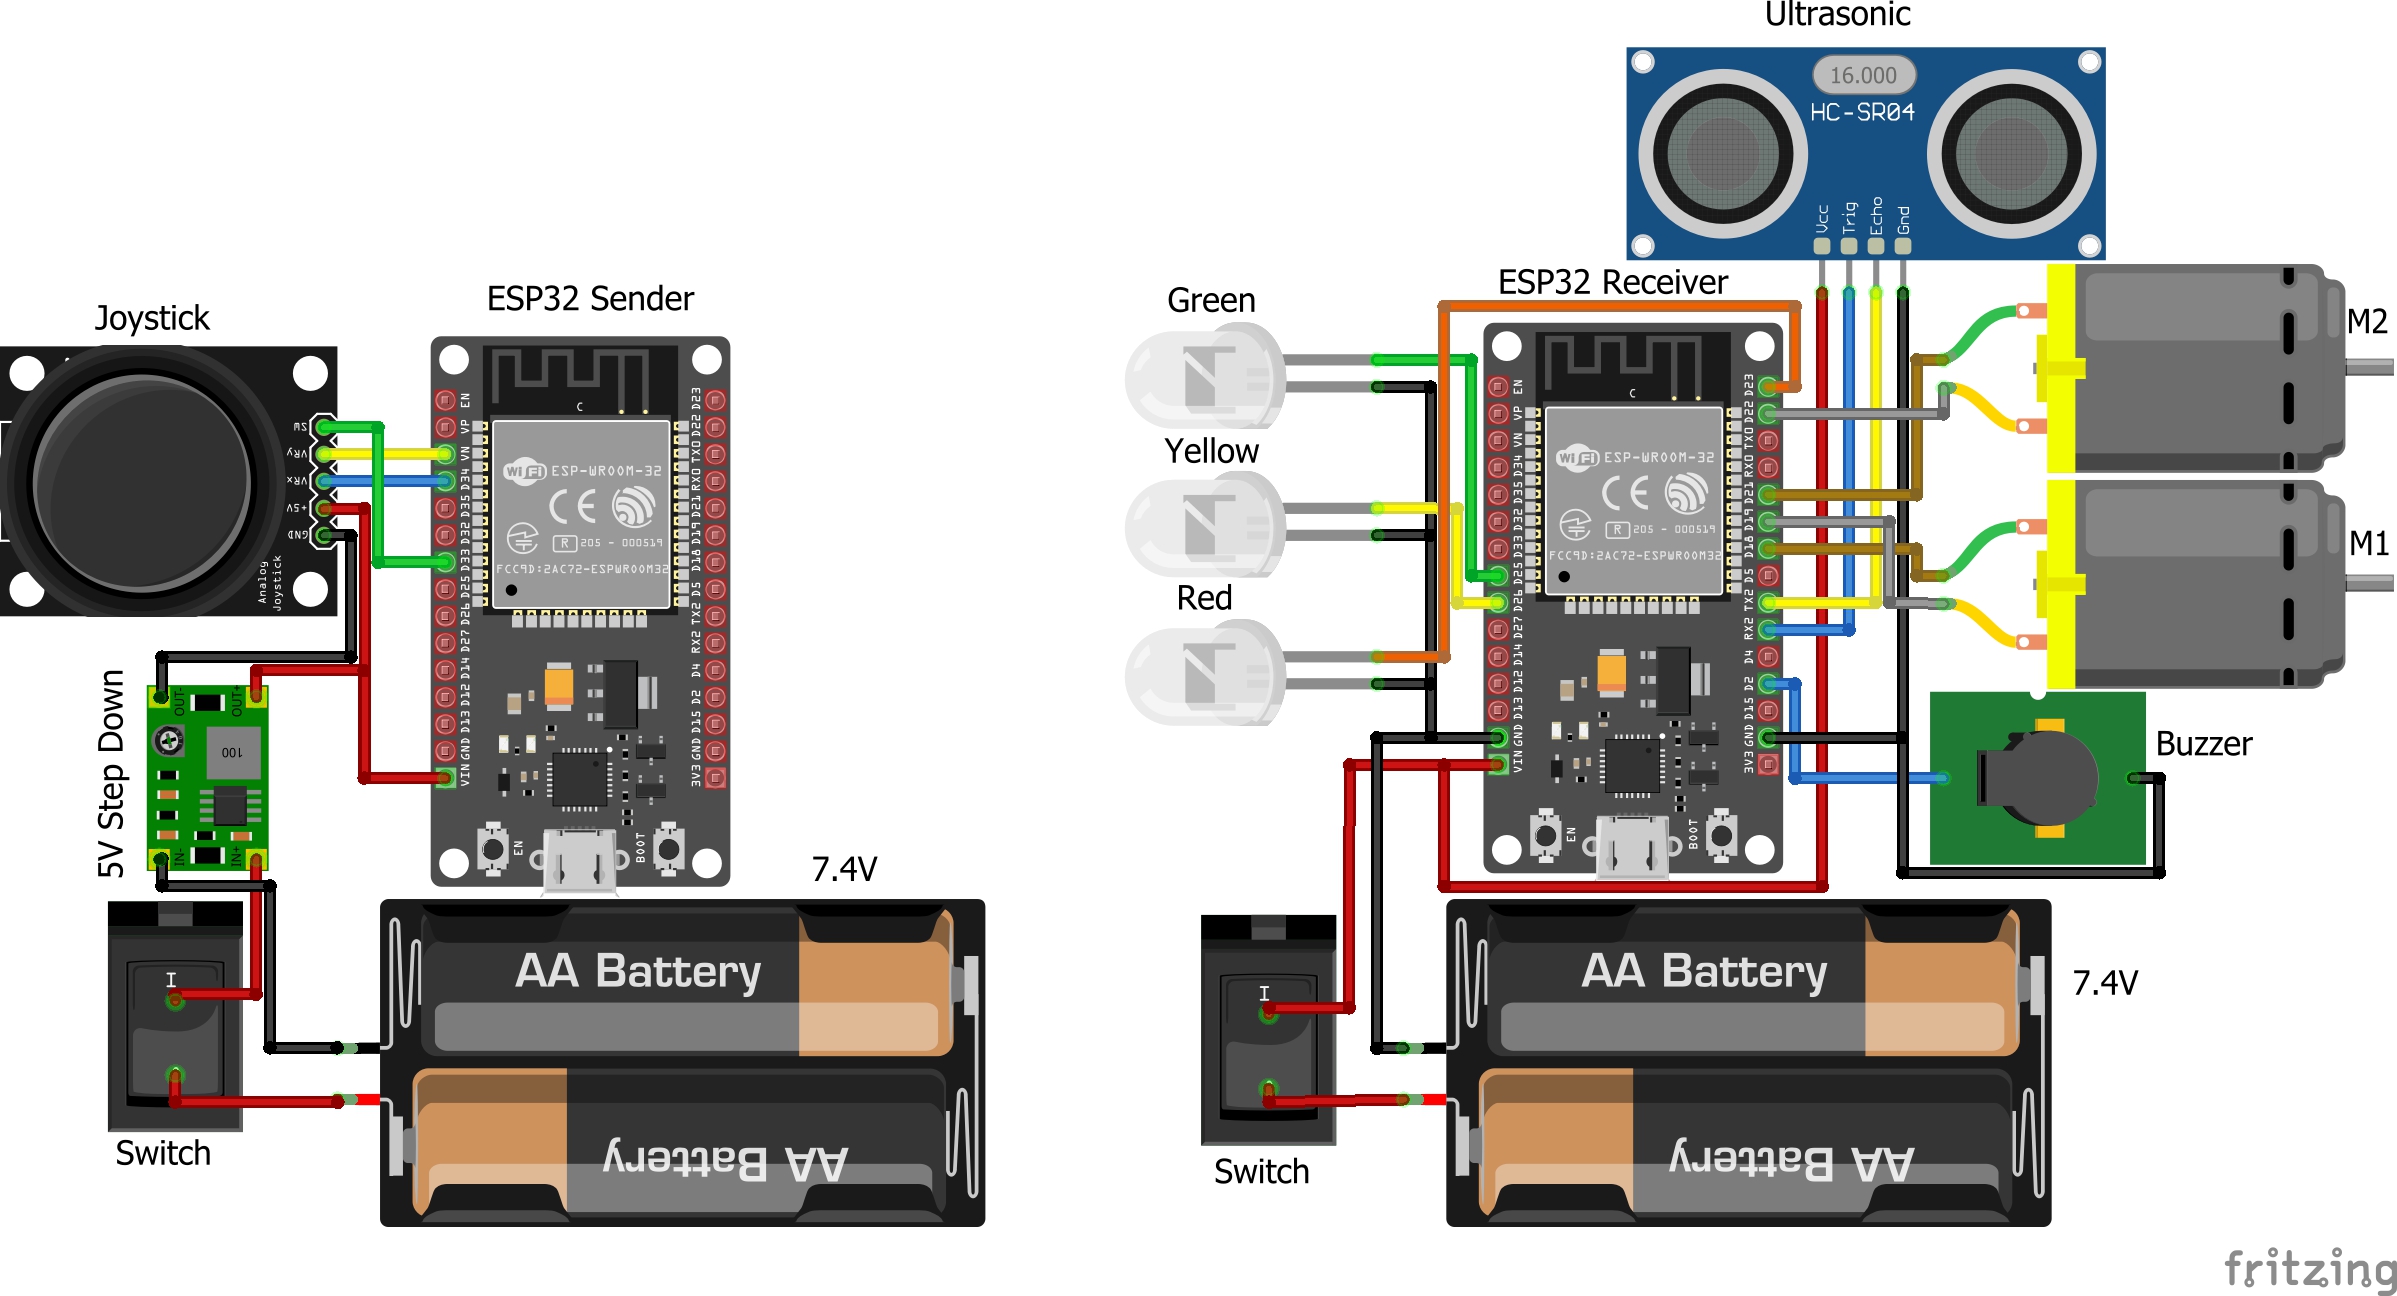 Ultrasonic
16.000
HC-SR04
Vcc
Trig
Echo
Gnd
Joystick
SW
VRy
VRx
+5V
GND
Analog
Joystick
ESP32 Sender
EN
VP
VN
D34
D35
D32
D33
D25
D26
D27
D14
D12
D13
GND
VIN
D23
D22
TX0
RX0
D21
D19
D18
D5
TX2
RX2
D4
D2
D15
GND
3V3
C
WiFi ESP-WROOM-32
CE
R 205 - 000519
FCC9D:2AC72-ESPWROOM32
EN
BOOT
5V Step Down
OUT-
OUT+
100
IN-
IN+
I
Switch
7.4V
AA Battery
AA Battery
Green
Yellow
Red
ESP32 Receiver
EN
VP
VN
D34
D35
D32
D33
D25
D26
D27
D14
D12
D13
GND
VIN
D23
D22
TX0
RX0
D21
D19
D18
D5
TX2
RX2
D4
D2
D15
GND
3V3
C
WiFi ESP-WROOM-32
CE
R 205 - 000519
FCC9D:2AC72-ESPWROOM32
EN
BOOT
M2
M1
Buzzer
I
Switch
7.4V
AA Battery
AA Battery
fritzing